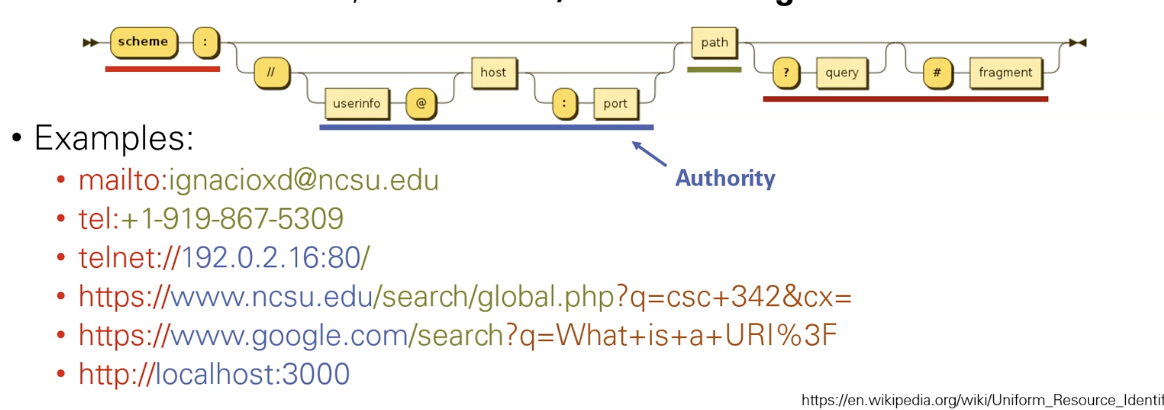 scheme : path
// host ? query # fragment
userinfo @ : port
• Examples:
Authority
• mailto:ignacioxd@ncsu.edu
• tel:+1-919-867-5309
• telnet://192.0.2.16:80/
• https://www.ncsu.edu/search/global.php?q=csc+342&cx=
• https://www.google.com/search?q=What+is+a+URI%3F
• http://localhost:3000
https://en.wikipedia.org/wiki/Uniform_Resource_Identif